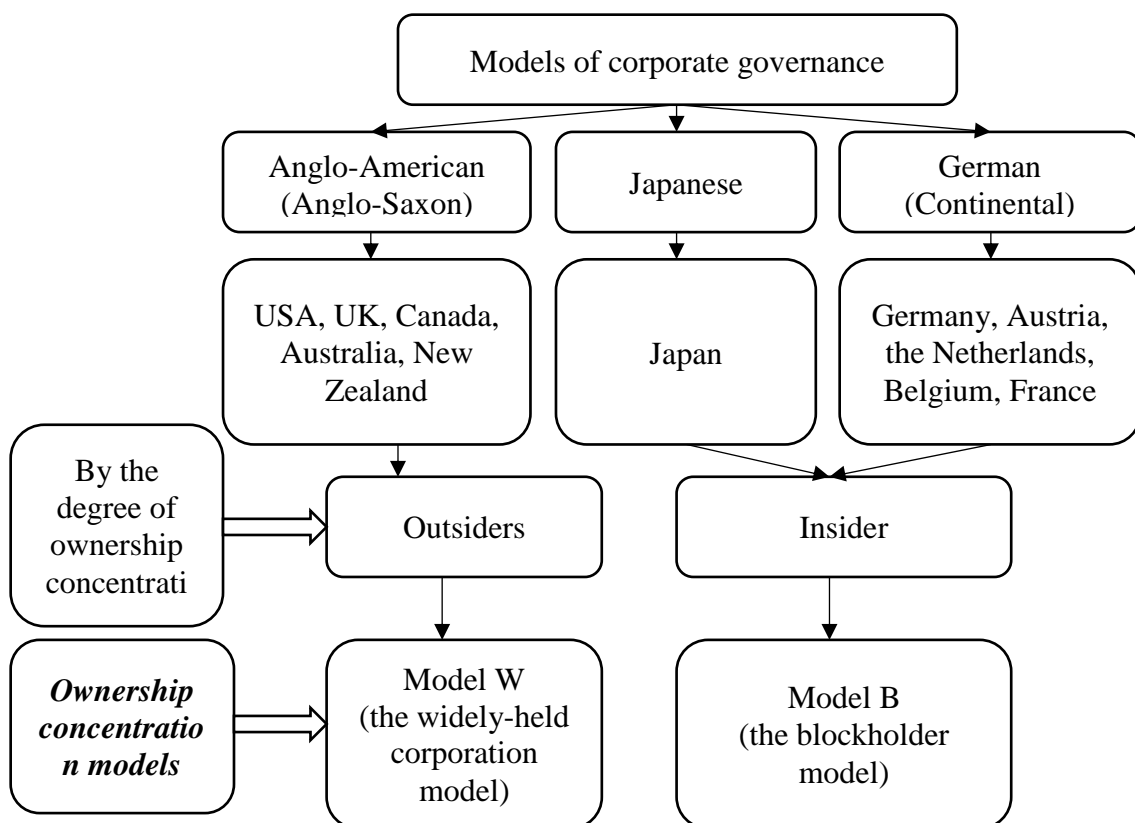 Models of corporate governance
Anglo-American
(Anglo-Saxon)
Japanese
German
(Continental)
USA, UK, Canada,
Australia, New
Zealand
Japan
Germany, Austria,
the Netherlands,
Belgium, France
By the
degree of
ownership
concentrati
Outsiders
Insider
Ownership
concentratio
n models
Model W
(the widely-held
corporation
model)
Model B
(the blockholder
model)